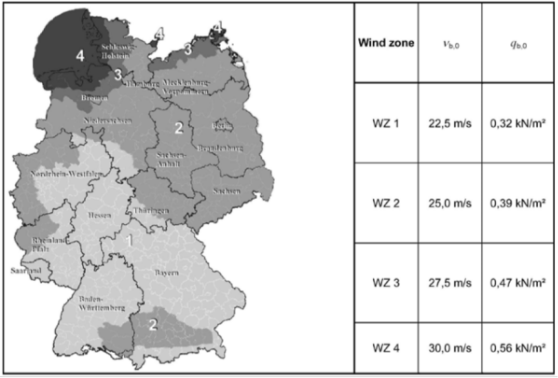 4
4
Schleswig-
Holstein
3
4
3
Hamburg
Mecklenburg-
Vorpommern
Bremen
Niedersachsen
2
Berlin
Brandenburg
Sachsen-
Anhalt
Nordrhein-Westfalen
Sachsen
Hessen
Thüringen
Rheinland-
Pfalz
1
Saarland
Bayern
Baden-
Württemberg
2
Wind zone v b,0 q b,0
WZ 1 22,5 m/s 0,32 kN/m²
WZ 2 25,0 m/s 0,39 kN/m²
WZ 3 27,5 m/s 0,47 kN/m²
WZ 4 30,0 m/s 0,56 kN/m²